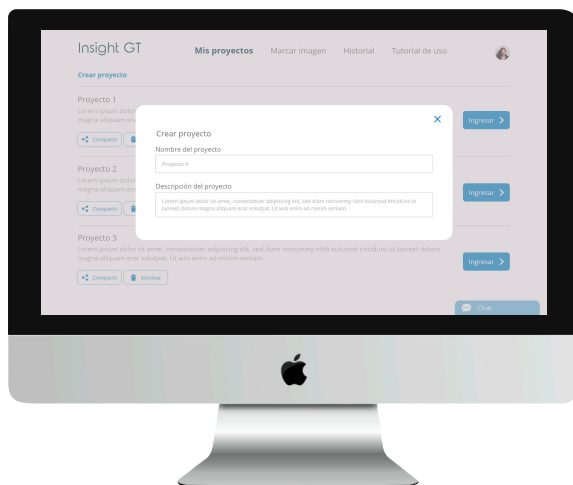 Insight GT
Mis proyectos Marcar imagen Historial Tutorial de uso
Crear proyecto
Proyecto 1
Lorem ipsum dolor
magna aliquam era
Compartir
Ingresar
Crear proyecto
Nombre del proyecto
Proyecto 4
Descripción del proyecto
Lorem ipsum dolor sit amet, consectetuer adipiscing elit, sed diam nonummy nibh euismod tincidunt ut
laoreet dolore magna aliquam erat volutpat. Ut wisi enim ad minim veniam.
Proyecto 2
Lorem ipsum dolor
magna aliquam era
Compartir
Ingresar
Proyecto 3
Lorem ipsum dolor sit amet, consectetuer adipiscing elit, sed diam nonummy nibh euismod tincidunt ut laoreet dolore
magna aliquam erat volutpat. Ut wisi enim ad minim veniam.
Compartir Eliminar
Ingresar
Chat